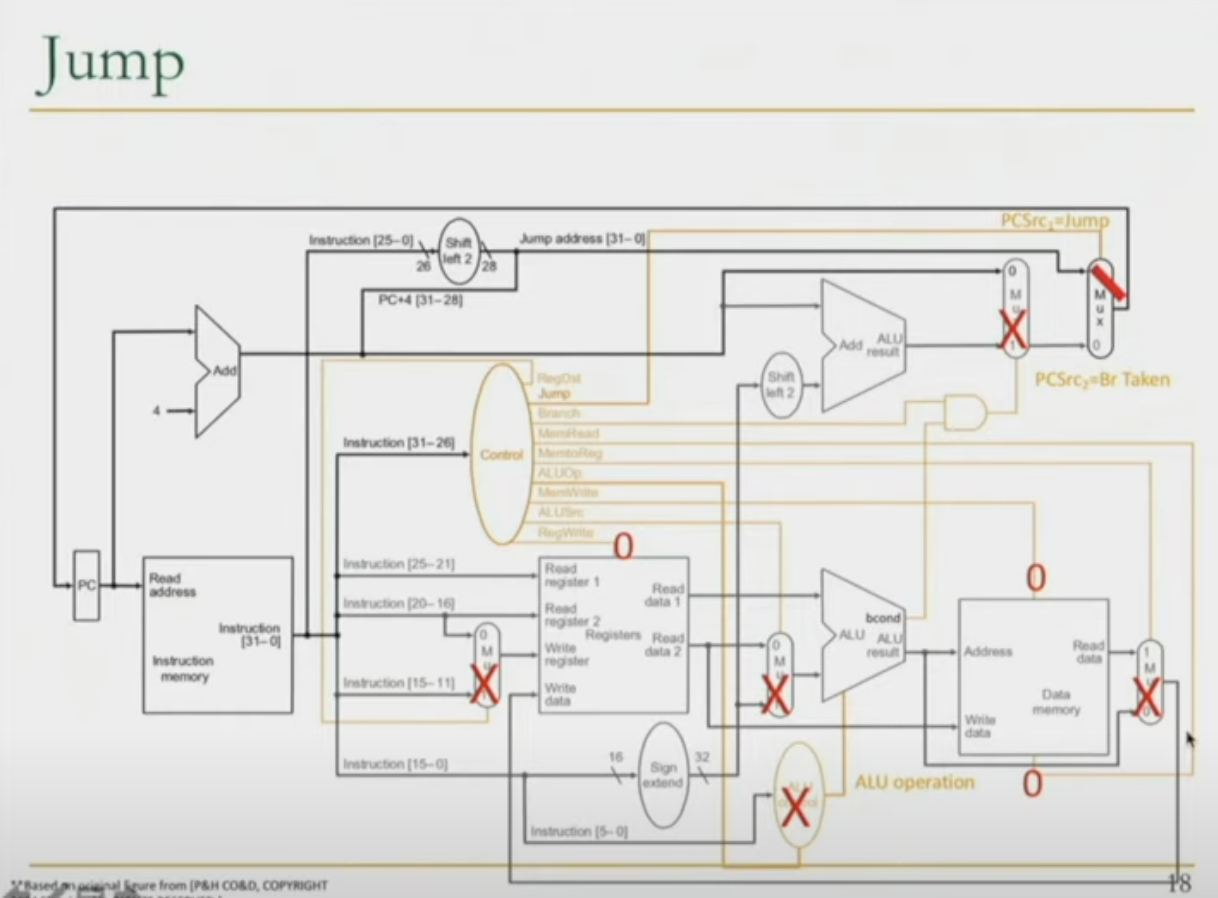 Jump
PCSrc1=Jump
Instruction [25–0]
Shift
left 2
Jump address [31–0]
26
28
PC+4 [31–28]
0
M
u
1
M
u
x
0
Add
Add
ALU
result
Shift
left 2
PCSrc2=Br Taken
4
RegDst
Jump
Branch
MemRead
MemtoReg
ALUOp
MemWrite
ALUSrc
RegWrite
Control
Instruction [31–26]
0
0
PC
Read
address
Instruction
[31–0]
Instruction
memory
Instruction [25–21]
Instruction [20–16]
Instruction [15–11]
Instruction [15–0]
Instruction [5–0]
0
M
X
Read
register 1
Read
register 2
Write
register
Write
data
Registers
Read
data 1
Read
data 2
0
M
X
bcond
ALU
ALU
result
Address
Write
data
Read
data
Data
memory
1
M
X
0
16
Sign
extend
32
X
ALU operation
0
**Based on original figure from [P&H CO&D, COPYRIGHT
18